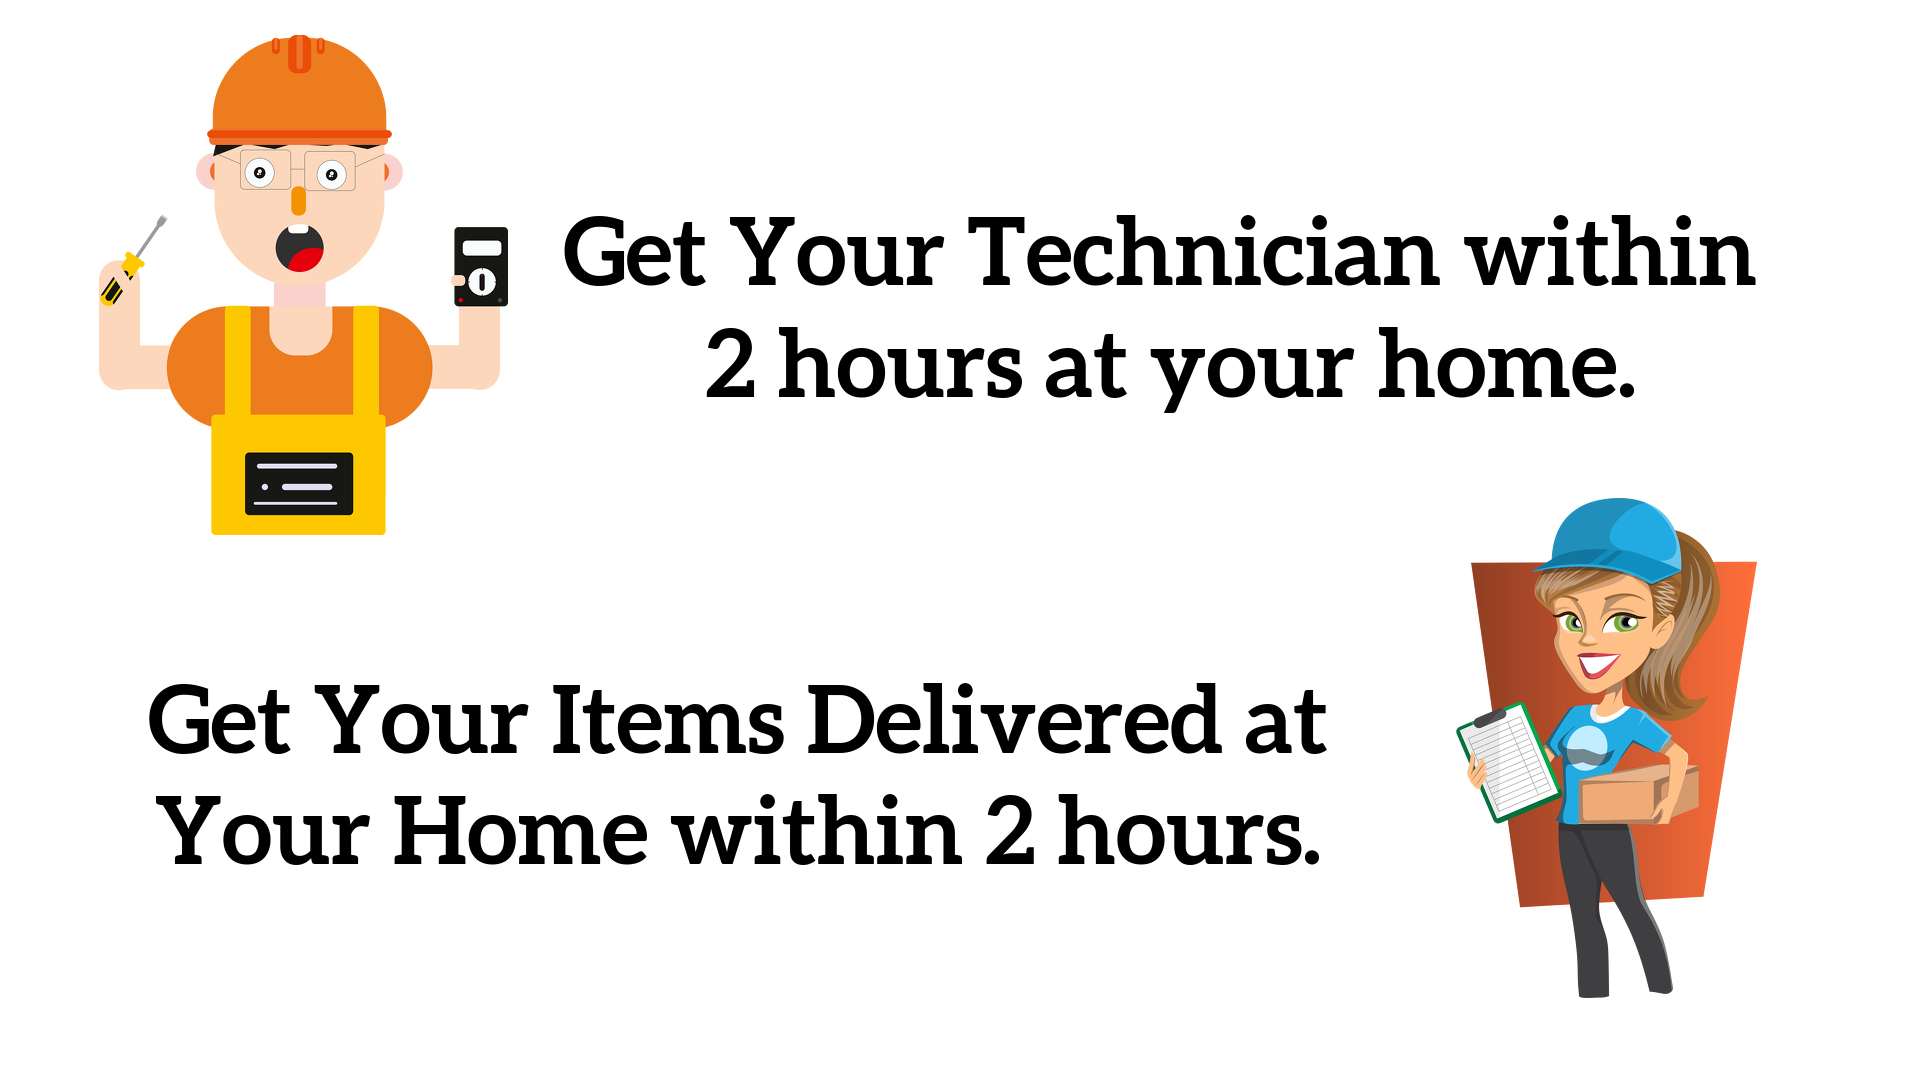 Get Your Technician within
2 hours at your home.
Get Your Items Delivered at
Your Home within 2 hours.